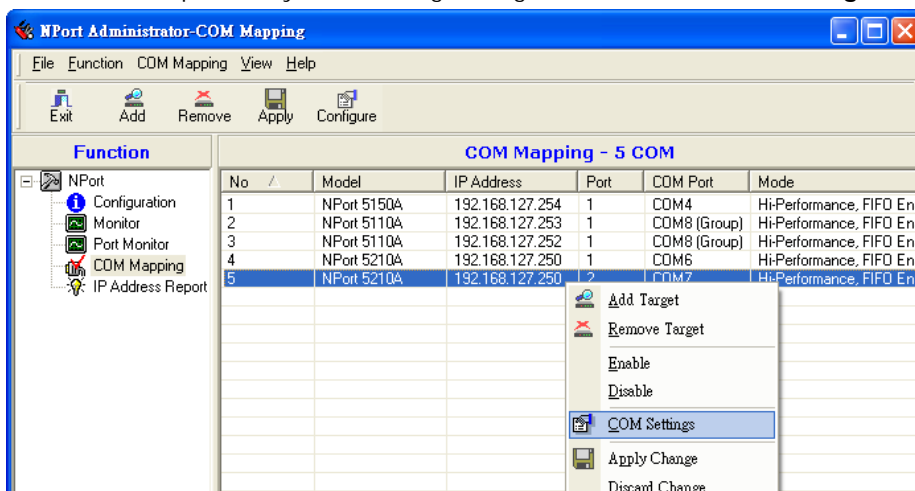 NPort Administrator-COM Mapping
File Function COM Mapping View Help
Exit Add Remove Apply Configure
Function
COM Mapping - 5 COM
NPort
Configuration
Monitor
Port Monitor
COM Mapping
IP Address Report
No Model IP Address Port COM Port Mode
1 NPort 5150A 192.168.127.254 1 COM4 Hi-Performance, FIFO En
2 NPort 5110A 192.168.127.253 1 COM8 (Group) Hi-Performance, FIFO En
3 NPort 5110A 192.168.127.252 1 COM8 (Group) Hi-Performance, FIFO En
4 NPort 5210A 192.168.127.250 1 COM6 Hi-Performance, FIFO En
5 NPort 5210A 192.168.127.250 2 COM7 Hi-Performance, FIFO En
Add Target
Remove Target
Enable
Disable
COM Settings
Apply Change
Discard Change